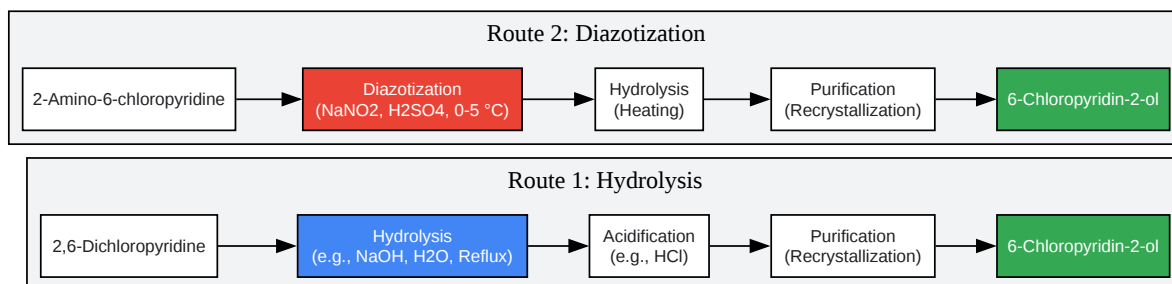 Route 2: Diazotization
2-Amino-6-chloropyridine
Diazotization
(NaNO2, H2SO4, 0-5 °C)
Hydrolysis
(Heating)
Purification
(Recrystallization)
6-Chloropyridin-2-ol
Route 1: Hydrolysis
2,6-Dichloropyridine
Hydrolysis
(e.g., NaOH, H2O, Reflux)
Acidification
(e.g., HCl)
Purification
(Recrystallization)
6-Chloropyridin-2-ol